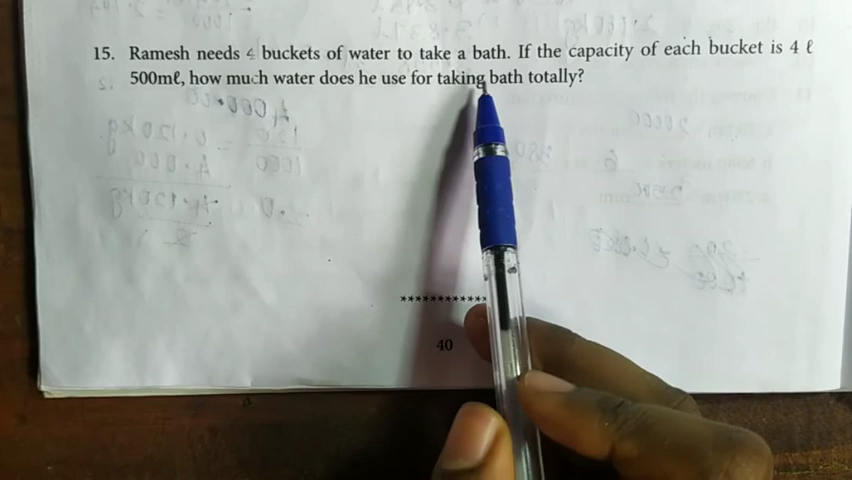 15. Ramesh needs 4 buckets of water to take a bath. If the capacity of each bucket is 4 ℓ
500mℓ, how much water does he use for taking bath totally?
************
40